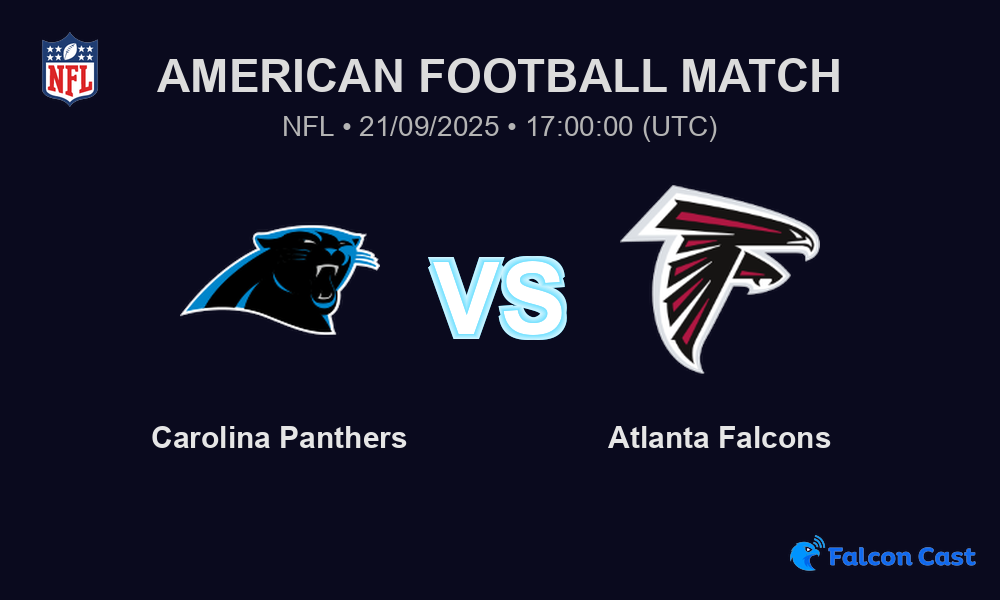 NFL
AMERICAN FOOTBALL MATCH
NFL • 21/09/2025 • 17:00:00 (UTC)
VS
Carolina Panthers
Atlanta Falcons
Falcon Cast